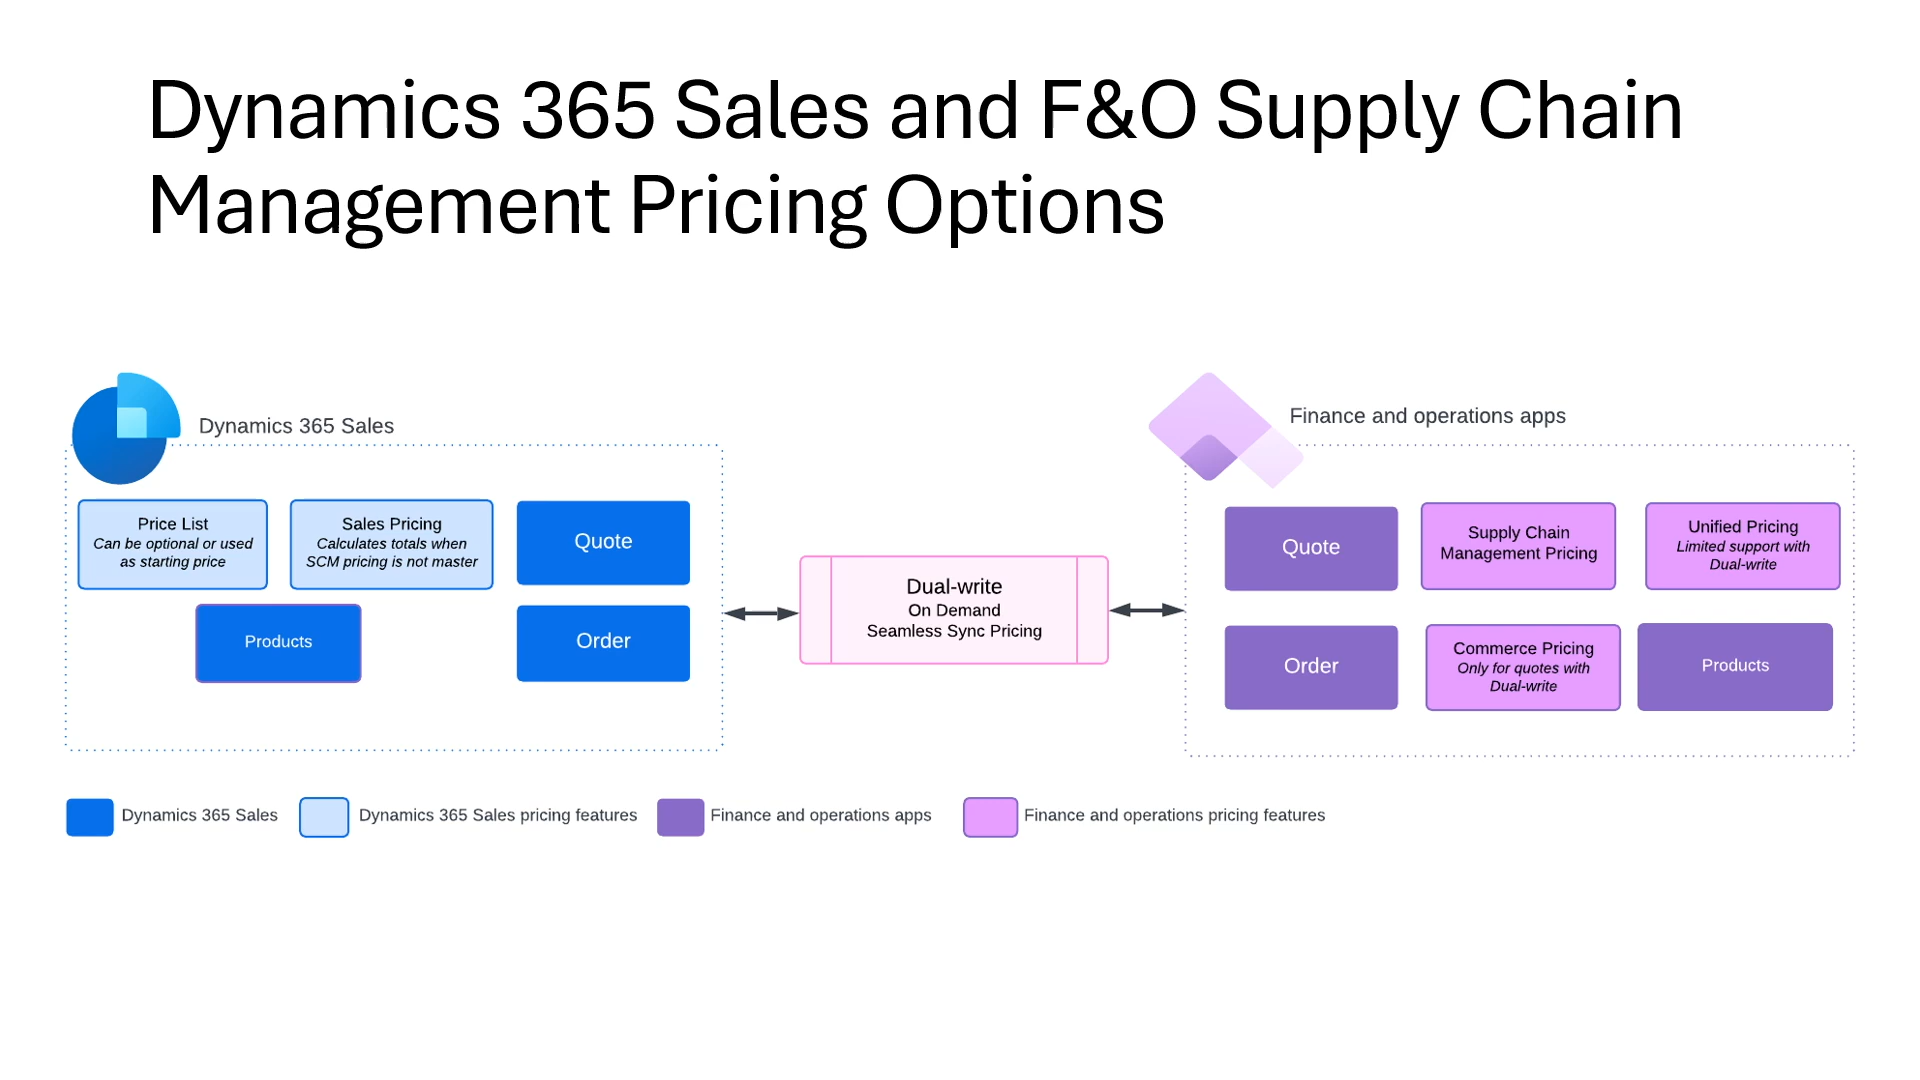 Dynamics 365 Sales and F&O Supply Chain
Management Pricing Options
Dynamics 365 Sales
Price List
Can be optional or used
as starting price
Sales Pricing
Calculates totals when
SCM pricing is not master
Quote
Products
Order
Dual-write
On Demand
Seamless Sync Pricing
Finance and operations apps
Quote
Supply Chain
Management Pricing
Unified Pricing
Limited support with
Dual-write
Order
Commerce Pricing
Only for quotes with
Dual-write
Products
Dynamics 365 Sales
Dynamics 365 Sales pricing features
Finance and operations apps
Finance and operations pricing features